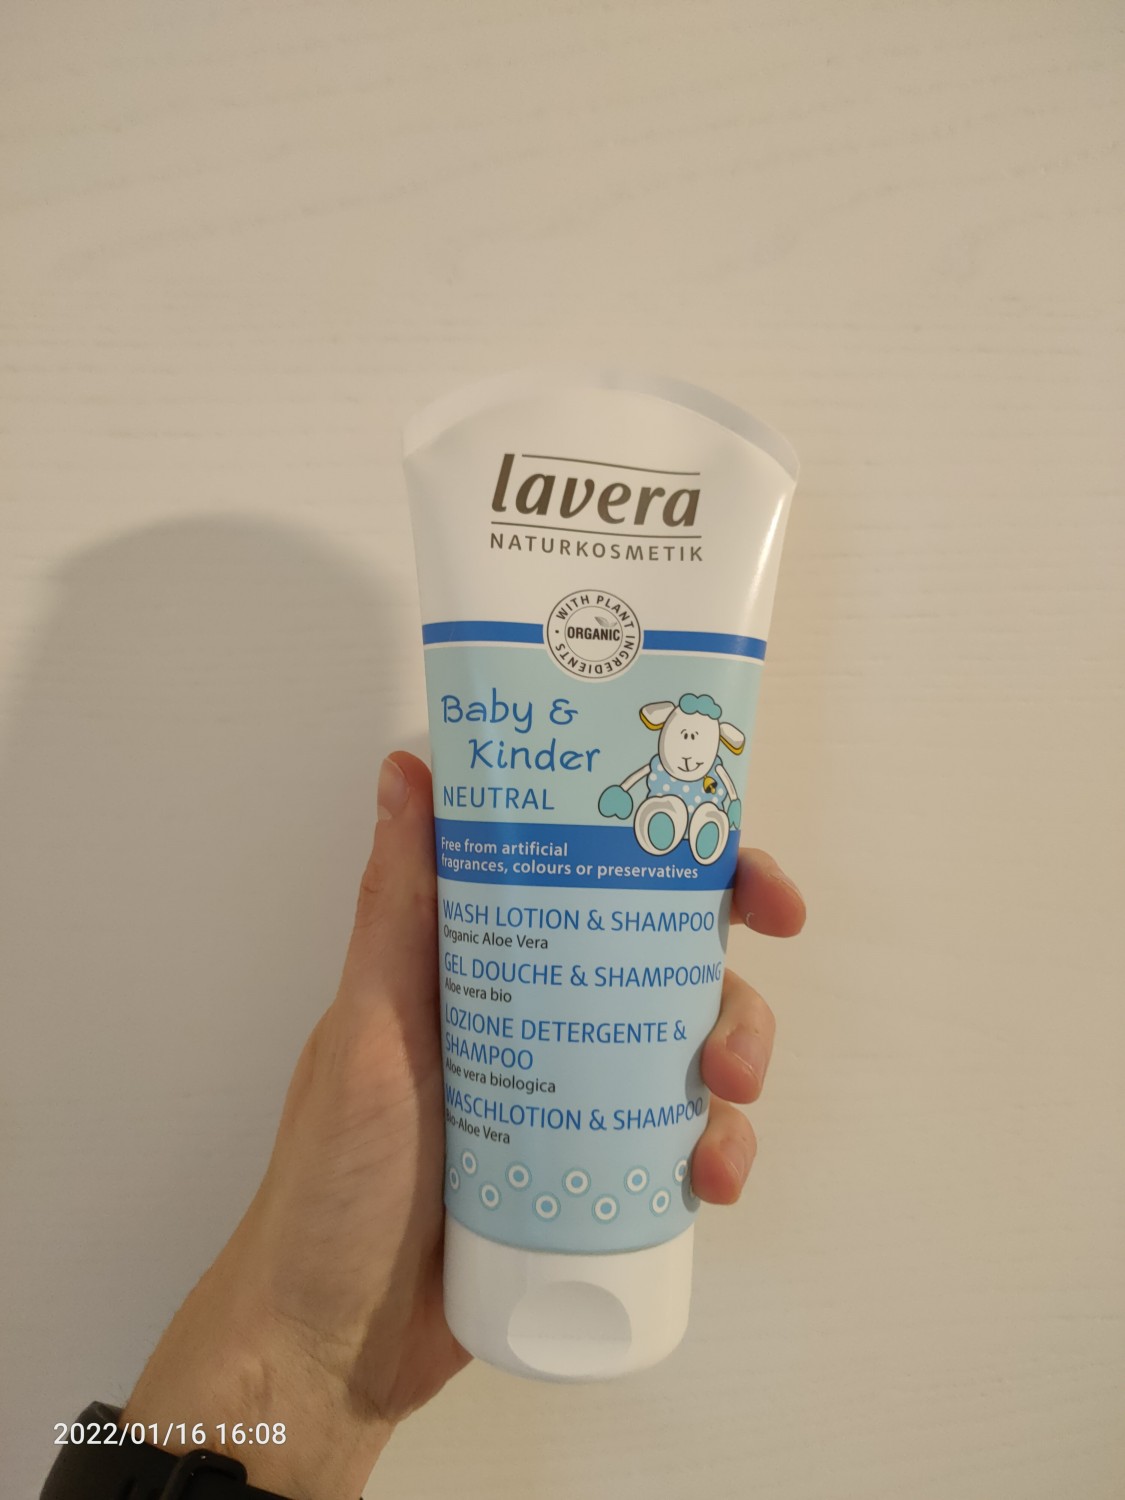 lavera
NATURKOSMETIK
WITH PLANT INGREDIENTS •
ORGANIC
Baby &
Kinder
NEUTRAL
Free from artificial
fragrances, colours or preservatives
WASH LOTION & SHAMPOO
Organic Aloe Vera
GEL DOUCHE & SHAMPOOING
Aloe vera bio
LOZIONE DETERGENTE &
SHAMPOO
Aloe vera biologica
WASCHLOTION & SHAMPOO
Bio-Aloe Vera
2022/01/16 16:08